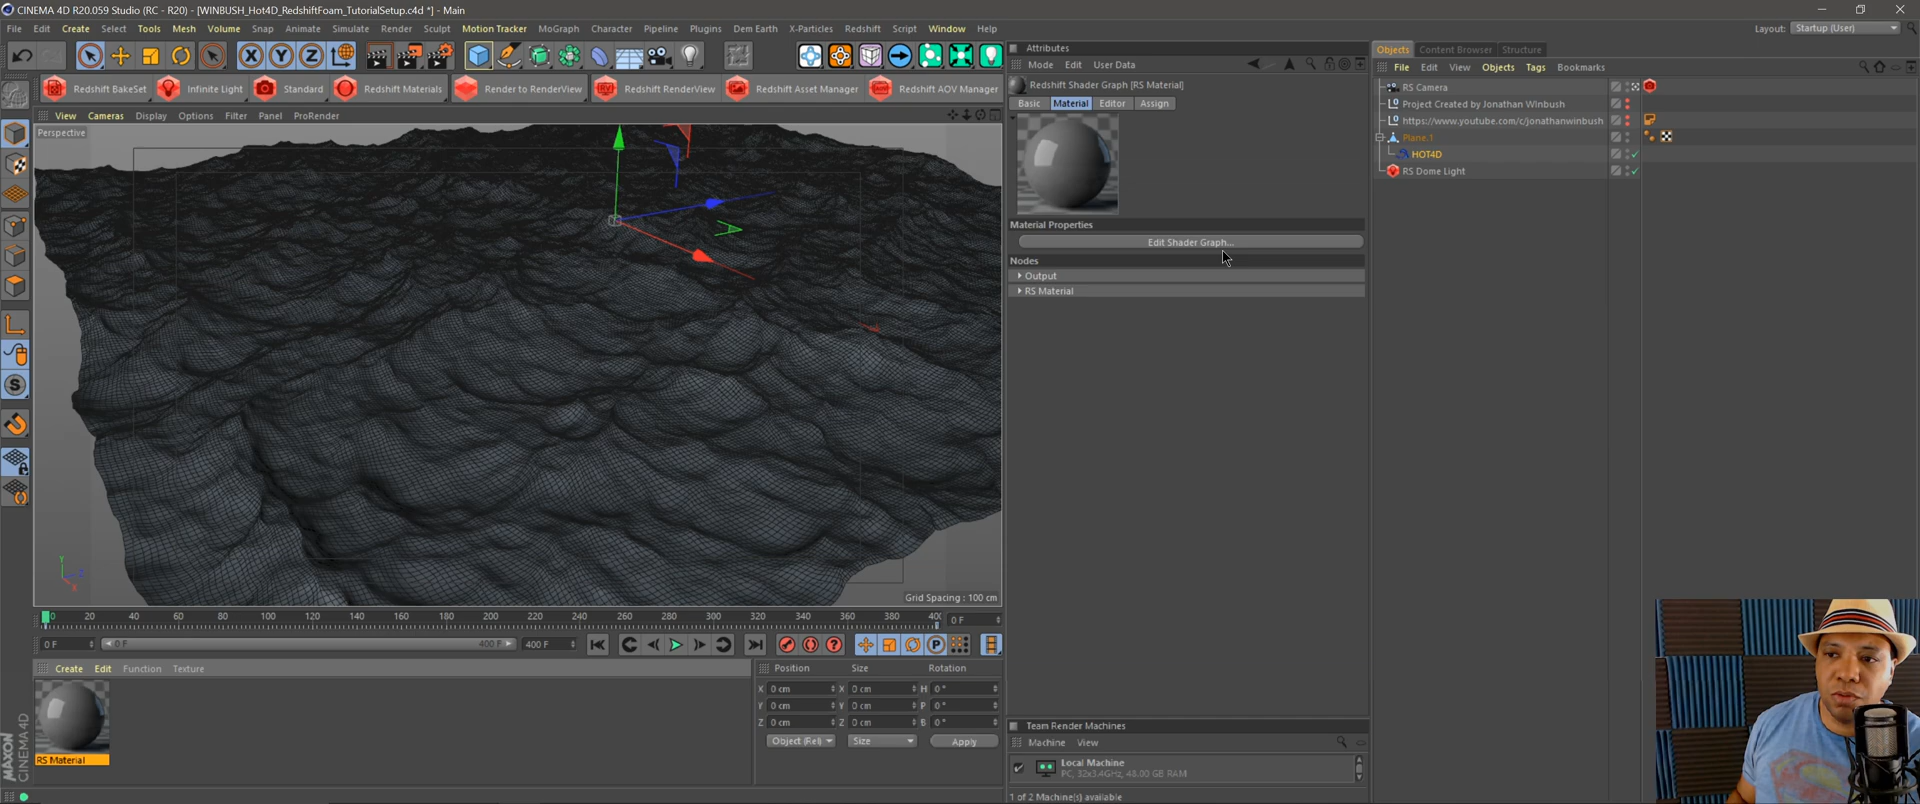 CINEMA 4D R20.059 Studio (RC - R20) - [WINBUSH_Hot4D_RedshiftFoam_TutorialSetup.c4d *] - Main
File Edit Create Select Tools Mesh Volume Snap Animate Simulate Render Sculpt Motion Tracker MoGraph Character Pipeline Plugins Dem Earth X-Particles Redshift Script Window Help
Layout: Startup (User)
X Y Z
Redshift BakeSet Infinite Light Standard Redshift Materials Render to RenderView RV Redshift RenderView Redshift Asset Manager Redshift AOV Manager
View Cameras Display Options Filter Panel ProRender
Perspective
Grid Spacing : 100 cm
20 40 60 80 100 120 140 160 180 200 220 240 260 280 300 320 340 360 380 0 F
0 F 0 F 400 F 400 F
Create Edit Function Texture
RS Material
MAXON
CINEMA 4D
Position Size Rotation
X 0 cm X 0 cm H 0 °
Y 0 cm Y 0 cm P 0 °
Z 0 cm Z 0 cm B 0 °
Object (Rel) Size Apply
Attributes
Mode Edit User Data
Redshift Shader Graph [RS Material]
Basic Material Editor Assign
Material Properties
Edit Shader Graph...
Nodes
Output
RS Material
Team Render Machines
Machine View
Local Machine
PC, 32x3.4GHz, 48.00 GB RAM
1 of 2 Machine(s) available
Objects Content Browser Structure
File Edit View Objects Tags Bookmarks
RS Camera
Project Created by Jonathan Winbush
https://www.youtube.com/c/jonathanwinbush
Plane.1
HOT4D
RS Dome Light